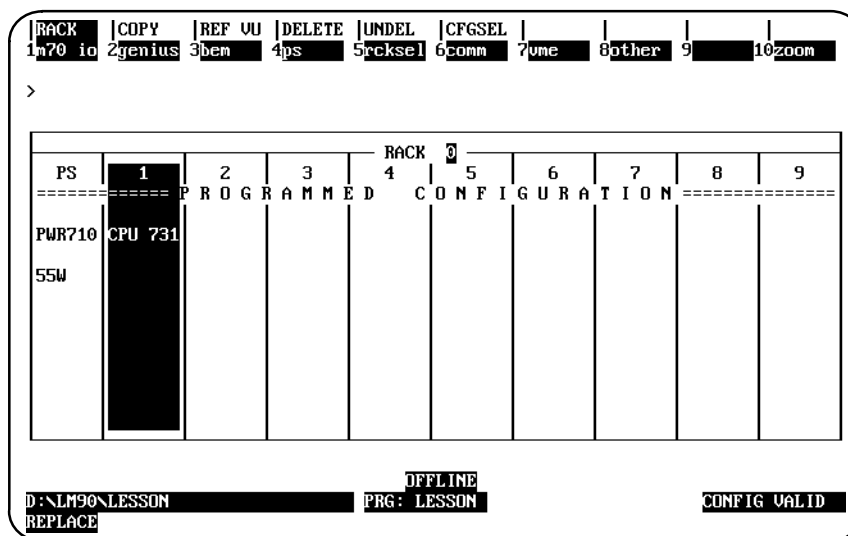 RACK |COPY |REF VU |DELETE |UNDEL |CFGSEL | | | |
1m70 io 2genius 3bem 4ps 5rcksel 6comm 7vme 8other 9 10zoom
>
RACK 0
PS 1 2 3 4 5 6 7 8 9
============= P R O G R A M M E D C O N F I G U R A T I O N ===============
PWR710 CPU 731
55W
OFFLINE
D:\LM90\LESSON PRG: LESSON CONFIG VALID
REPLACE